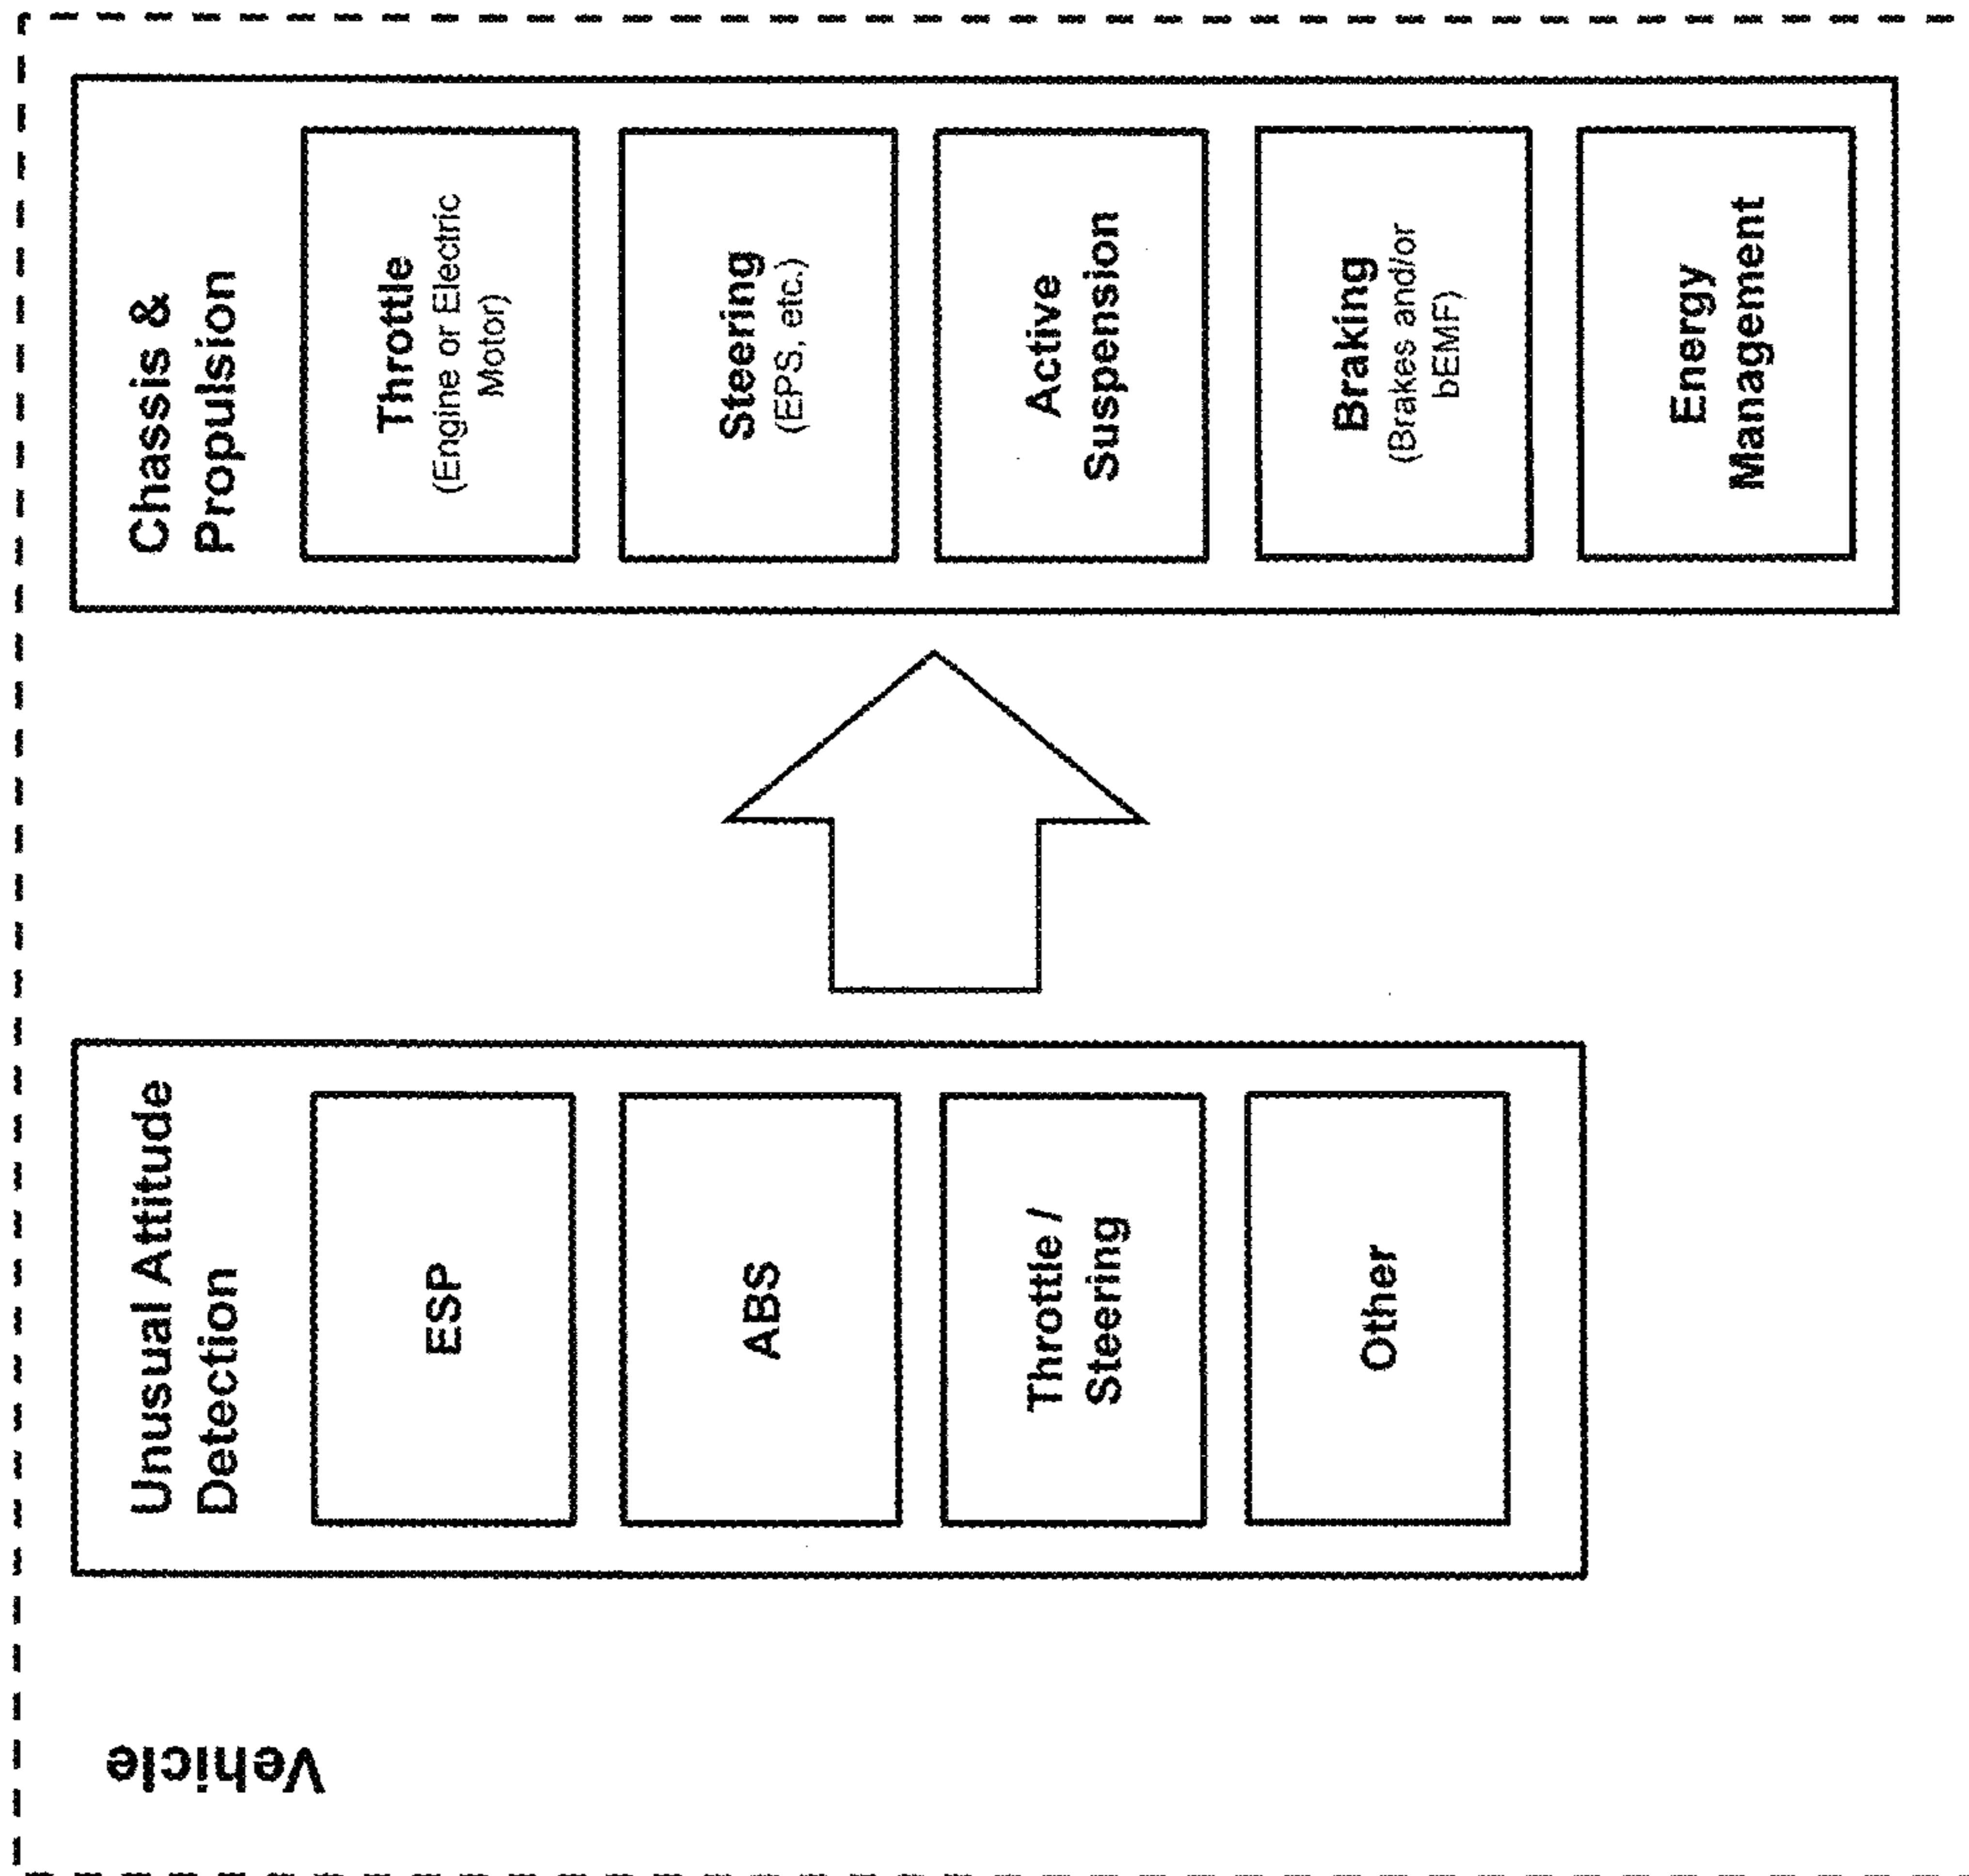 Vehicle
Unusual Attitude
Detection
ESP
ABS
Throttle /
Steering
Other
Chassis &
Propulsion
Throttle
(Engine or Electric
Motor)
Steering
(EPS, etc.)
Active
Suspension
Braking
(Brakes and/or
bEMF)
Energy
Management